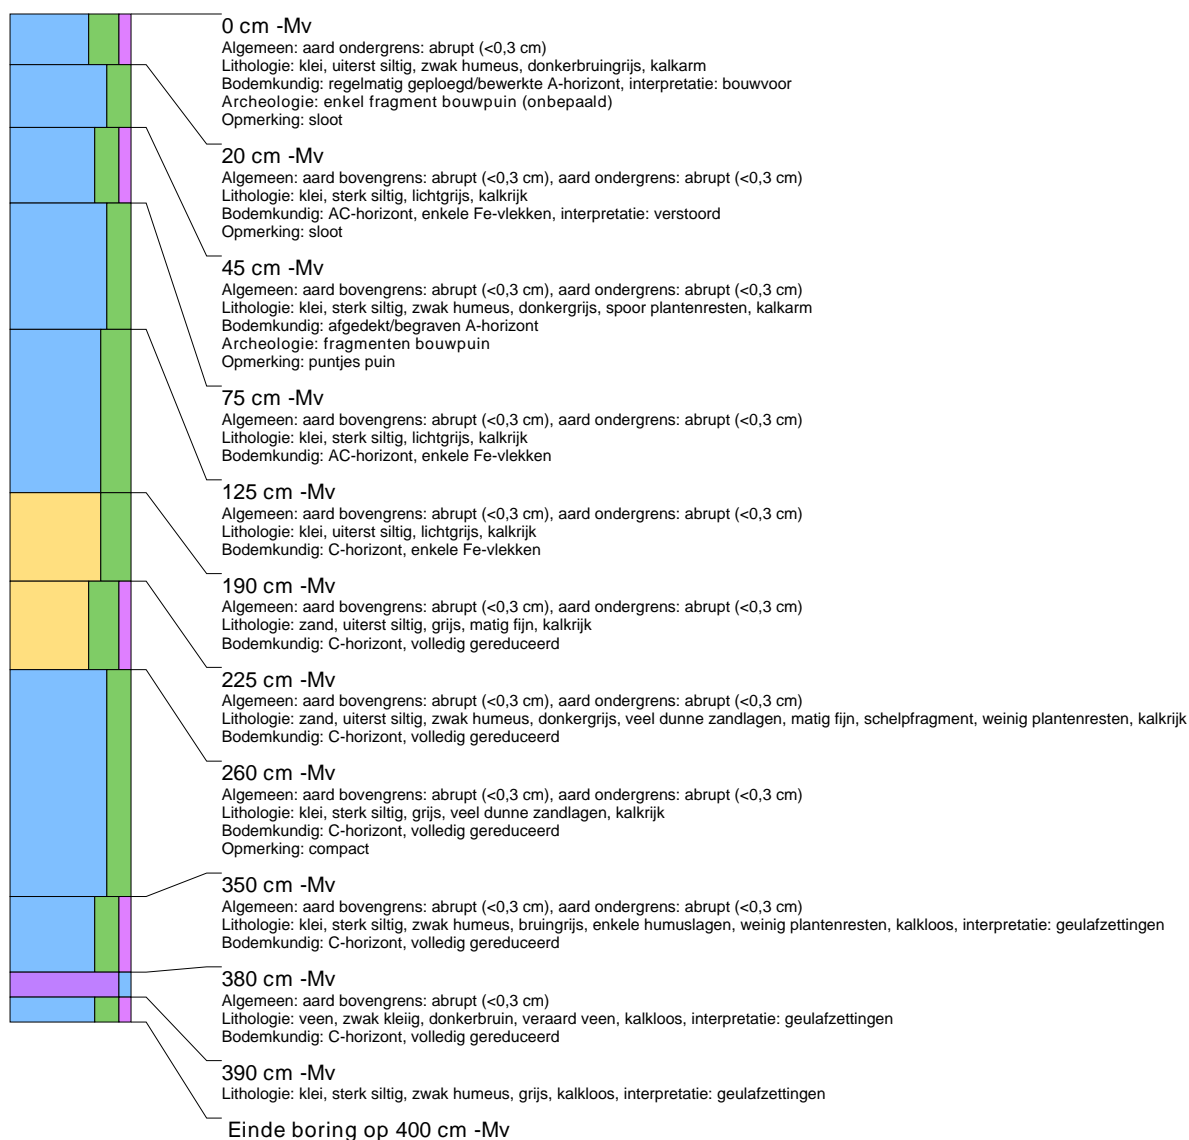 0 cm -Mv
Algemeen: aard ondergrens: abrupt (<0,3 cm)
Lithologie: klei, uiterst siltig, zwak humeus, donkerbruingrijs, kalkarm
Bodemkundig: regelmatig geploegd/bewerkte A-horizont, interpretatie: bouwvoor
Archeologie: enkel fragment bouwpuin (onbepaald)
Opmerking: sloot
20 cm -Mv
Algemeen: aard bovengrens: abrupt (<0,3 cm), aard ondergrens: abrupt (<0,3 cm)
Lithologie: klei, sterk siltig, lichtgrijs, kalkrijk
Bodemkundig: AC-horizont, enkele Fe-vlekken, interpretatie: verstoord
Opmerking: sloot
45 cm -Mv
Algemeen: aard bovengrens: abrupt (<0,3 cm), aard ondergrens: abrupt (<0,3 cm)
Lithologie: klei, sterk siltig, zwak humeus, donkergrijs, spoor plantenresten, kalkarm
Bodemkundig: afgedekt/begraven A-horizont
Archeologie: fragmenten bouwpuin
Opmerking: puntjes puin
75 cm -Mv
Algemeen: aard bovengrens: abrupt (<0,3 cm), aard ondergrens: abrupt (<0,3 cm)
Lithologie: klei, sterk siltig, lichtgrijs, kalkrijk
Bodemkundig: AC-horizont, enkele Fe-vlekken
125 cm -Mv
Algemeen: aard bovengrens: abrupt (<0,3 cm), aard ondergrens: abrupt (<0,3 cm)
Lithologie: klei, uiterst siltig, lichtgrijs, kalkrijk
Bodemkundig: C-horizont, enkele Fe-vlekken
190 cm -Mv
Algemeen: aard bovengrens: abrupt (<0,3 cm), aard ondergrens: abrupt (<0,3 cm)
Lithologie: zand, uiterst siltig, grijs, matig fijn, kalkrijk
Bodemkundig: C-horizont, volledig gereduceerd
225 cm -Mv
Algemeen: aard bovengrens: abrupt (<0,3 cm), aard ondergrens: abrupt (<0,3 cm)
Lithologie: zand, uiterst siltig, zwak humeus, donkergrijs, veel dunne zandlagen, matig fijn, schelpfragment, weinig plantenresten, kalkrijk
Bodemkundig: C-horizont, volledig gereduceerd
260 cm -Mv
Algemeen: aard bovengrens: abrupt (<0,3 cm), aard ondergrens: abrupt (<0,3 cm)
Lithologie: klei, sterk siltig, grijs, veel dunne zandlagen, kalkrijk
Bodemkundig: C-horizont, volledig gereduceerd
Opmerking: compact
350 cm -Mv
Algemeen: aard bovengrens: abrupt (<0,3 cm), aard ondergrens: abrupt (<0,3 cm)
Lithologie: klei, sterk siltig, zwak humeus, bruingrijs, enkele humuslagen, weinig plantenresten, kalkloos, interpretatie: geulafzettingen
Bodemkundig: C-horizont, volledig gereduceerd
380 cm -Mv
Algemeen: aard bovengrens: abrupt (<0,3 cm)
Lithologie: veen, zwak kleiig, donkerbruin, veraard veen, kalkloos, interpretatie: geulafzettingen
Bodemkundig: C-horizont, volledig gereduceerd
390 cm -Mv
Lithologie: klei, sterk siltig, zwak humeus, grijs, kalkloos, interpretatie: geulafzettingen
Einde boring op 400 cm -Mv